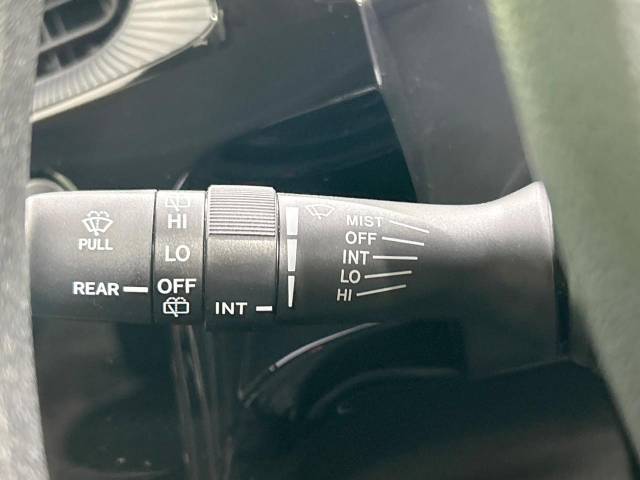 PULL
REAR
HI
LO
OFF
INT
MIST
OFF
INT
LO
HI